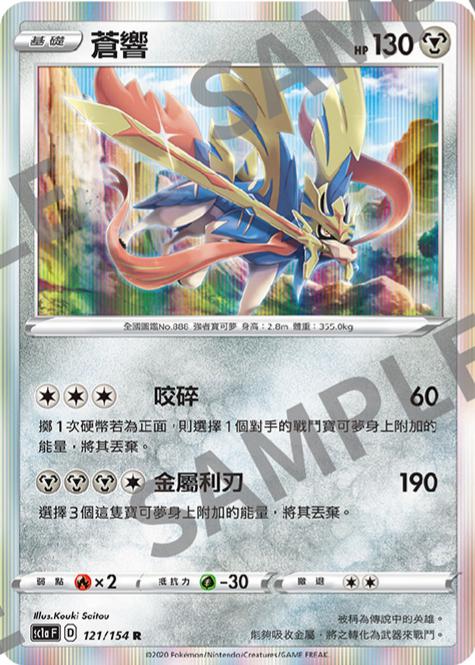 基礎 蒼響 HP 130
全國圖鑑No.888 強者寶可夢 身高：2.8m 體重：355.0kg
咬碎 60
擲1次硬幣若為正面，則選擇1個對手的戰鬥寶可夢身上附加的
能量，將其丟棄。
金屬利刃 190
選擇3個這隻寶可夢身上附加的能量，將其丟棄。
弱點 ×2 抵抗力 -30 撤退
Illus.Kouki Saitou
sc1a F D 121/154 R
被稱為傳說中的英雄。
能夠吸收金屬，將之轉化為武器來戰鬥。
©2020 Pokémon/Nintendo/Creatures/GAME FREAK
SAMPLE
SAMPLE